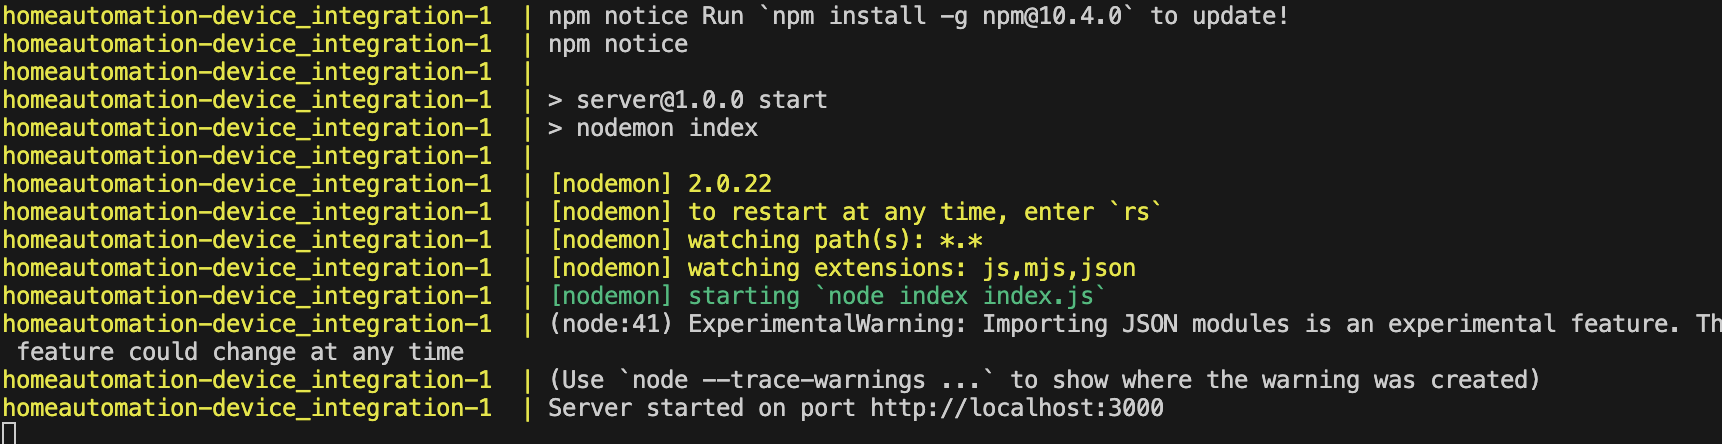 homeautomation-device_integration-1  | npm notice Run `npm install -g npm@10.4.0` to update!
homeautomation-device_integration-1  | npm notice
homeautomation-device_integration-1  |
homeautomation-device_integration-1  | > server@1.0.0 start
homeautomation-device_integration-1  | > nodemon index
homeautomation-device_integration-1  |
homeautomation-device_integration-1  | [nodemon] 2.0.22
homeautomation-device_integration-1  | [nodemon] to restart at any time, enter `rs`
homeautomation-device_integration-1  | [nodemon] watching path(s): *.*
homeautomation-device_integration-1  | [nodemon] watching extensions: js,mjs,json
homeautomation-device_integration-1  | [nodemon] starting `node index index.js`
homeautomation-device_integration-1  | (node:41) ExperimentalWarning: Importing JSON modules is an experimental feature. Th
 feature could change at any time
homeautomation-device_integration-1  | (Use `node --trace-warnings ...` to show where the warning was created)
homeautomation-device_integration-1  | Server started on port http://localhost:3000